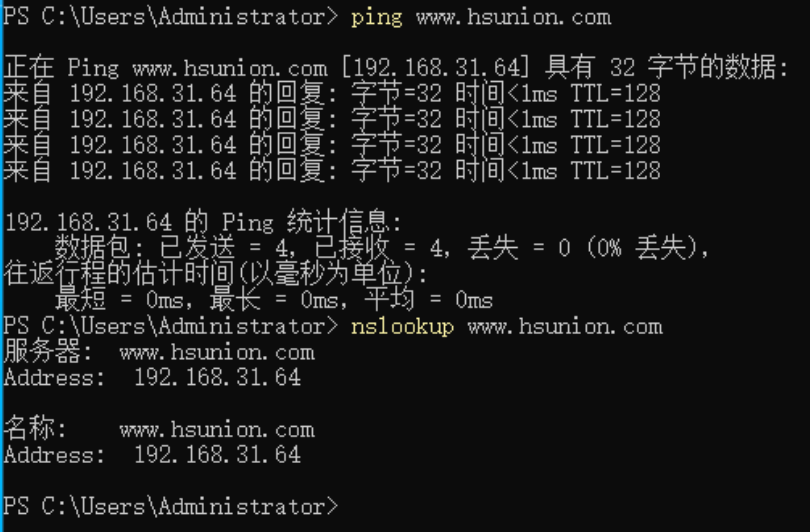 PS C:\Users\Administrator> ping www.hsunion.com
正在 Ping www.hsunion.com [192.168.31.64] 具有 32 字节的数据:
来自 192.168.31.64 的回复: 字节=32 时间<1ms TTL=128
来自 192.168.31.64 的回复: 字节=32 时间<1ms TTL=128
来自 192.168.31.64 的回复: 字节=32 时间<1ms TTL=128
来自 192.168.31.64 的回复: 字节=32 时间<1ms TTL=128
192.168.31.64 的 Ping 统计信息:
数据包: 已发送 = 4, 已接收 = 4, 丢失 = 0 (0% 丢失),
往返行程的估计时间(以毫秒为单位):
最短 = 0ms, 最长 = 0ms, 平均 = 0ms
PS C:\Users\Administrator> nslookup www.hsunion.com
服务器: www.hsunion.com
Address: 192.168.31.64
名称: www.hsunion.com
Address: 192.168.31.64
PS C:\Users\Administrator>